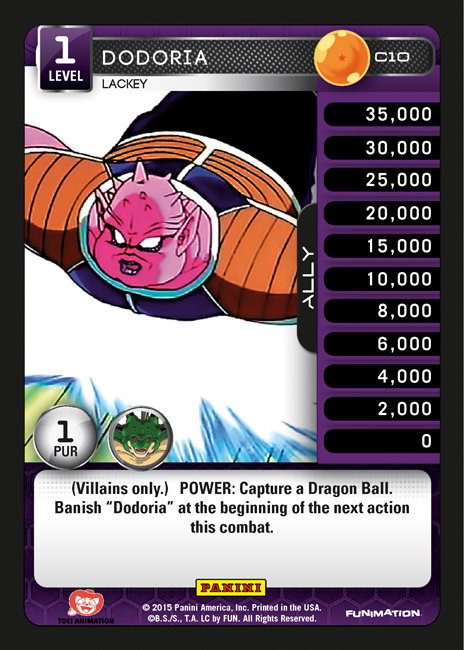 1
LEVEL
DODORIA
C10
LACKEY
35,000
30,000
25,000
20,000
15,000
10,000
8,000
6,000
4,000
2,000
0
ALLY
1
PUR
(Villains only.) POWER: Capture a Dragon Ball.
Banish “Dodoria” at the beginning of the next action
this combat.
PANINI
TOEI ANIMATION
© 2015 Panini America, Inc. Printed in the USA.
©B.S./S., T.A. LC by FUN. All Rights Reserved.
FUNIMATION